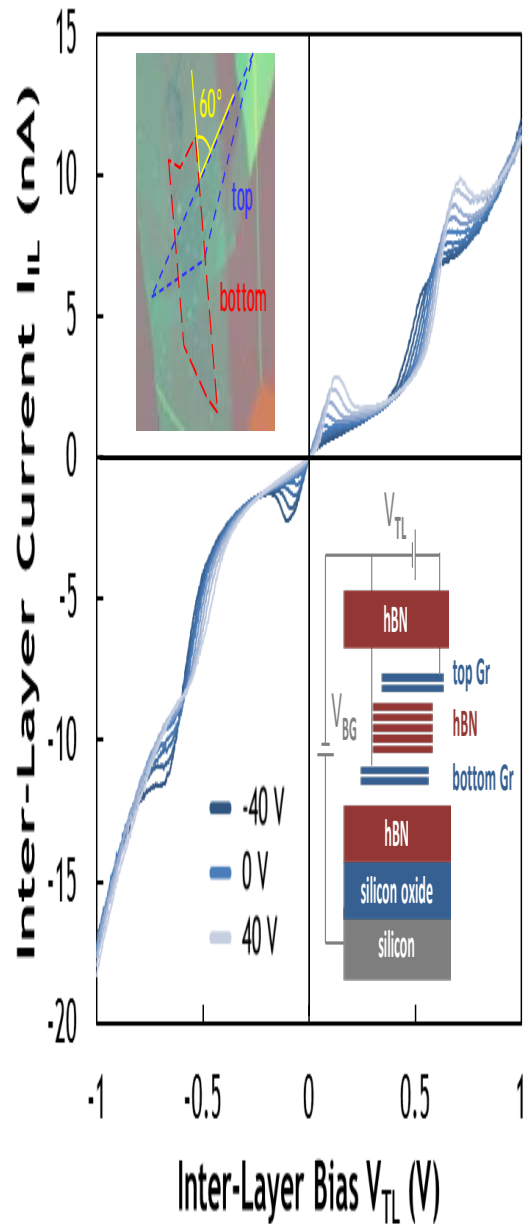 Inter-Layer Current I_IL (nA)
15
10
5
0
-5
-10
-15
-20
60°
top
bottom
V_TL
hBN
top Gr
V_BG
hBN
bottom Gr
hBN
silicon oxide
silicon
-40 V
0 V
40 V
-1
-0.5
0
0.5
1
Inter-Layer Bias V_TL (V)